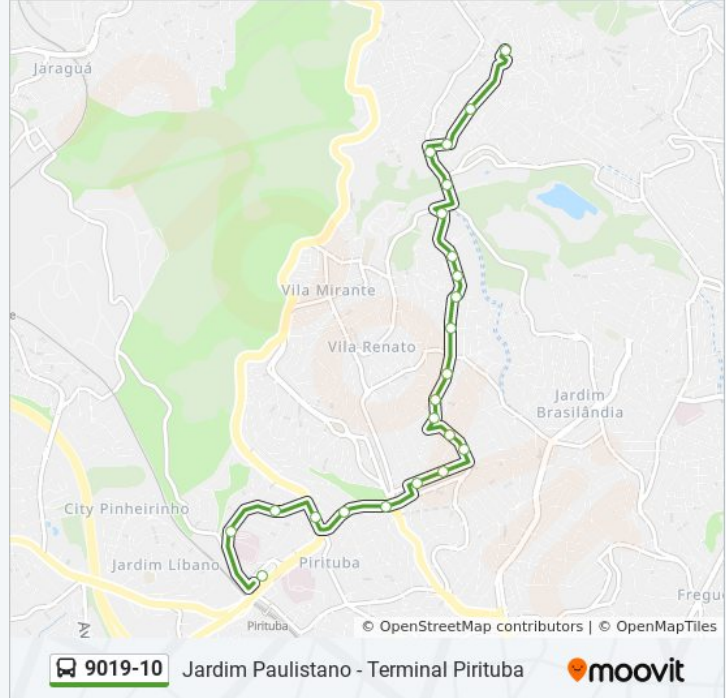 Jaraguá
Vila Mirante
Vila Renato
Jardim
Brasilândia
City Pinheirinho
Jardim Líbano
Pirituba
Fregu
Av
Pirituba
e
© OpenStreetMap contributors | © OpenMapTiles
9019-10
Jardim Paulistano - Terminal Pirituba
moovit